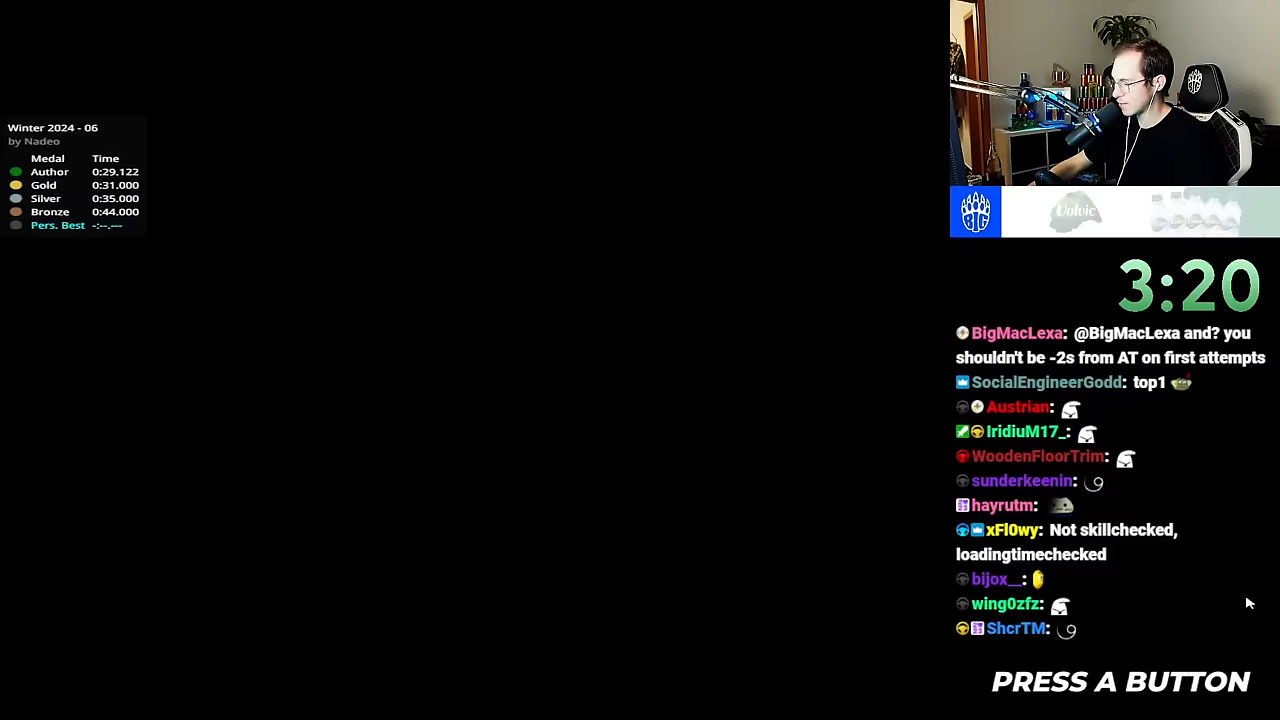 Winter 2024 - 06
by Nadeo
Medal Time
Author 0:29.122
Gold 0:31.000
Silver 0:35.000
Bronze 0:44.000
Pers. Best -:--.---
BIG
BIG
Volvic
3:20
BigMacLexa: @BigMacLexa and? you
shouldn't be -2s from AT on first attempts
SocialEngineerGodd: top1
Austrian:
IridiuM17_:
WoodenFloorTrim:
sunderkeenin:
hayrutm:
xFl0wy: Not skillchecked,
loadingtimechecked
bijox__:
wing0zfz:
ShcrTM:
PRESS A BUTTON